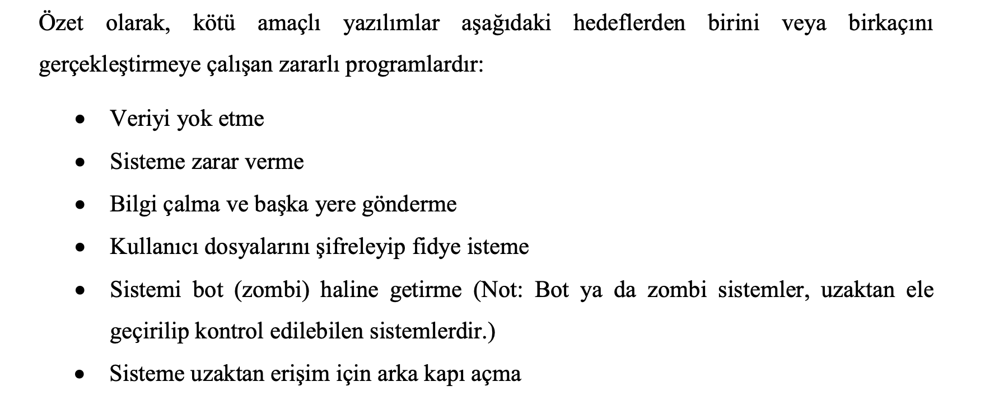 Özet olarak, kötü amaçlı yazılımlar aşağıdaki hedeflerden birini veya birkaçını
gerçekleştirmeye çalışan zararlı programlardır:
• Veriyi yok etme
• Sisteme zarar verme
• Bilgi çalma ve başka yere gönderme
• Kullanıcı dosyalarını şifreleyip fidye isteme
• Sistemi bot (zombi) haline getirme (Not: Bot ya da zombi sistemler, uzaktan ele
geçirilip kontrol edilebilen sistemlerdir.)
• Sisteme uzaktan erişim için arka kapı açma